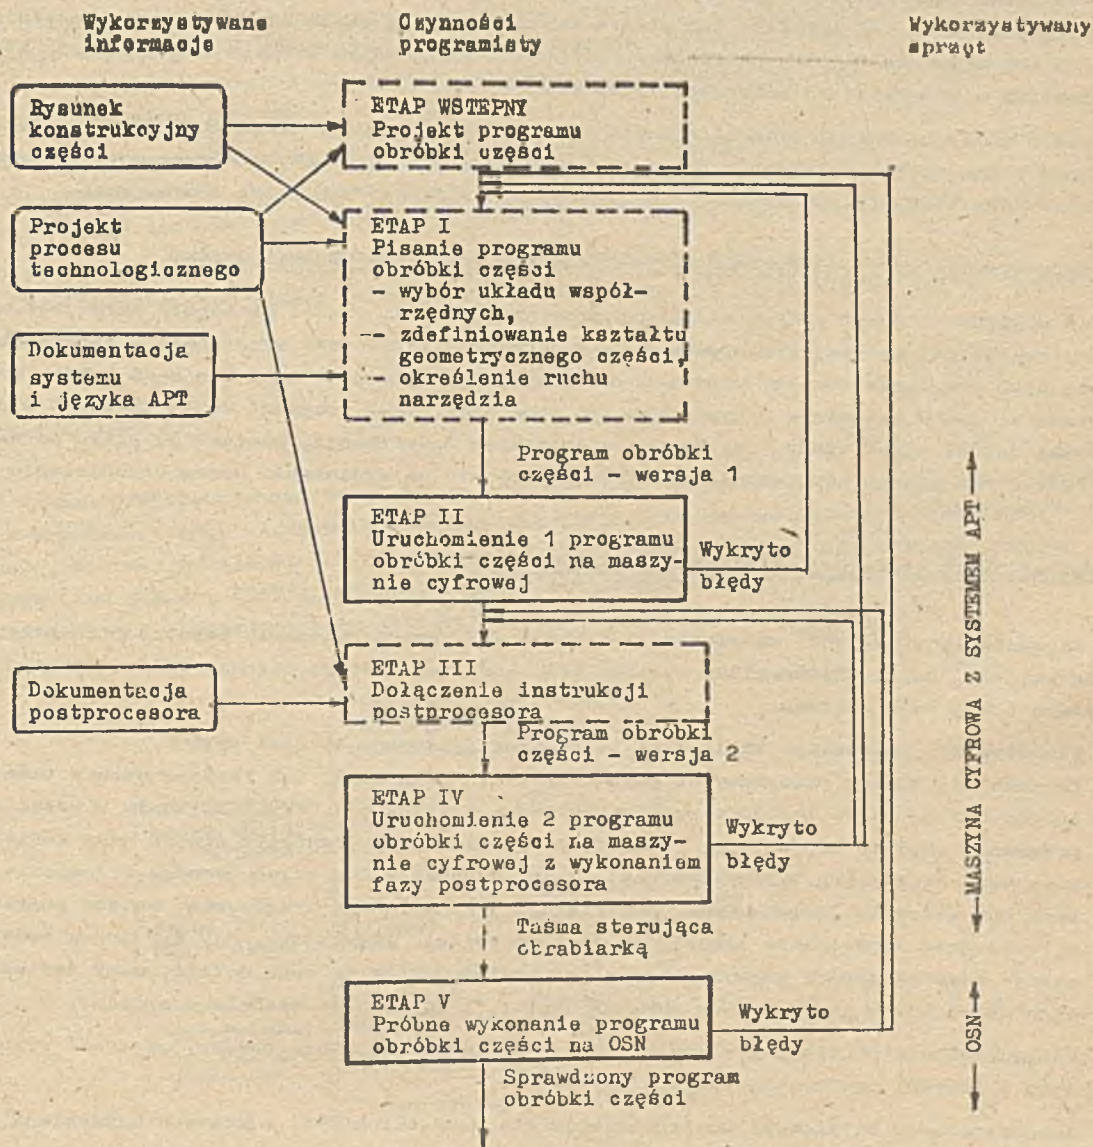 Wykorzystywane
informacje
Czynności
programisty
Wykorzystywany
sprzęt
Rysunek
konstrukcyjny
części
Projekt
procesu
technologicznego
Dokumentacja
systemu
i języka APT
Dokumentacja
postprocesora
ETAP WSTEPNY
Projekt programu
obróbki części
ETAP I
Pisanie programu
obróbki części
- wybór układu współ-
rzędnych,
- zdefiniowanie kształtu
geometrycznego części,
- określenie ruchu
narzędzia
Program obróbki
części - wersja 1
ETAP II
Uruchomienie 1 programu
obróbki części na maszy-
nie cyfrowej
Wykryto
błędy
ETAP III
Dołączenie instrukcji
postprocesora
Program obróbki
części - wersja 2
ETAP IV
Uruchomienie 2 programu
obróbki części na maszy-
nie cyfrowej z wykonaniem
fazy postprocesora
Wykryto
błędy
Taśma sterująca
obrabiarką
ETAP V
Próbne wykonanie programu
obróbki części na OSN
Wykryto
błędy
Sprawdzony program
obróbki części
MASZYNA CYFROWA Z SYSTEMEM APT
OSN